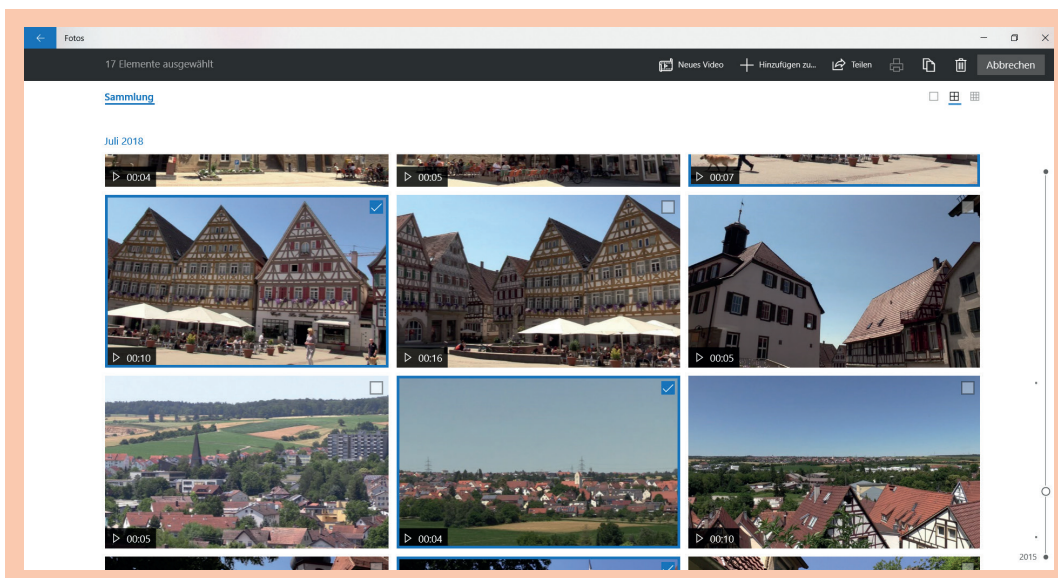 Fotos
17 Elemente ausgewählt
Neues Video
Hinzufügen zu...
Teilen
Abbrechen
Sammlung
Juli 2018
00:04
00:05
00:07
00:10
00:16
00:05
00:05
00:04
00:10
2015